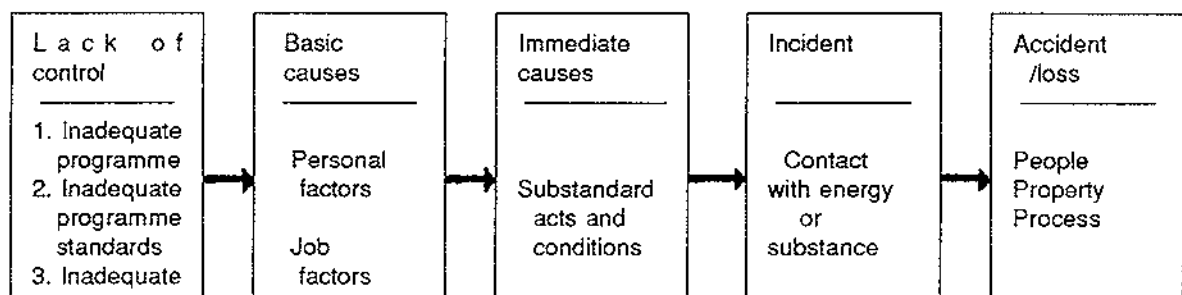 Lack of
control
1. Inadequate
programme
2. Inadequate
programme
standards
3. Inadequate
Basic
causes
Personal
factors
Job
factors
Immediate
causes
Substandard
acts and
conditions
Incident
Contact
with energy
or
substance
Accident
/loss
People
Property
Process